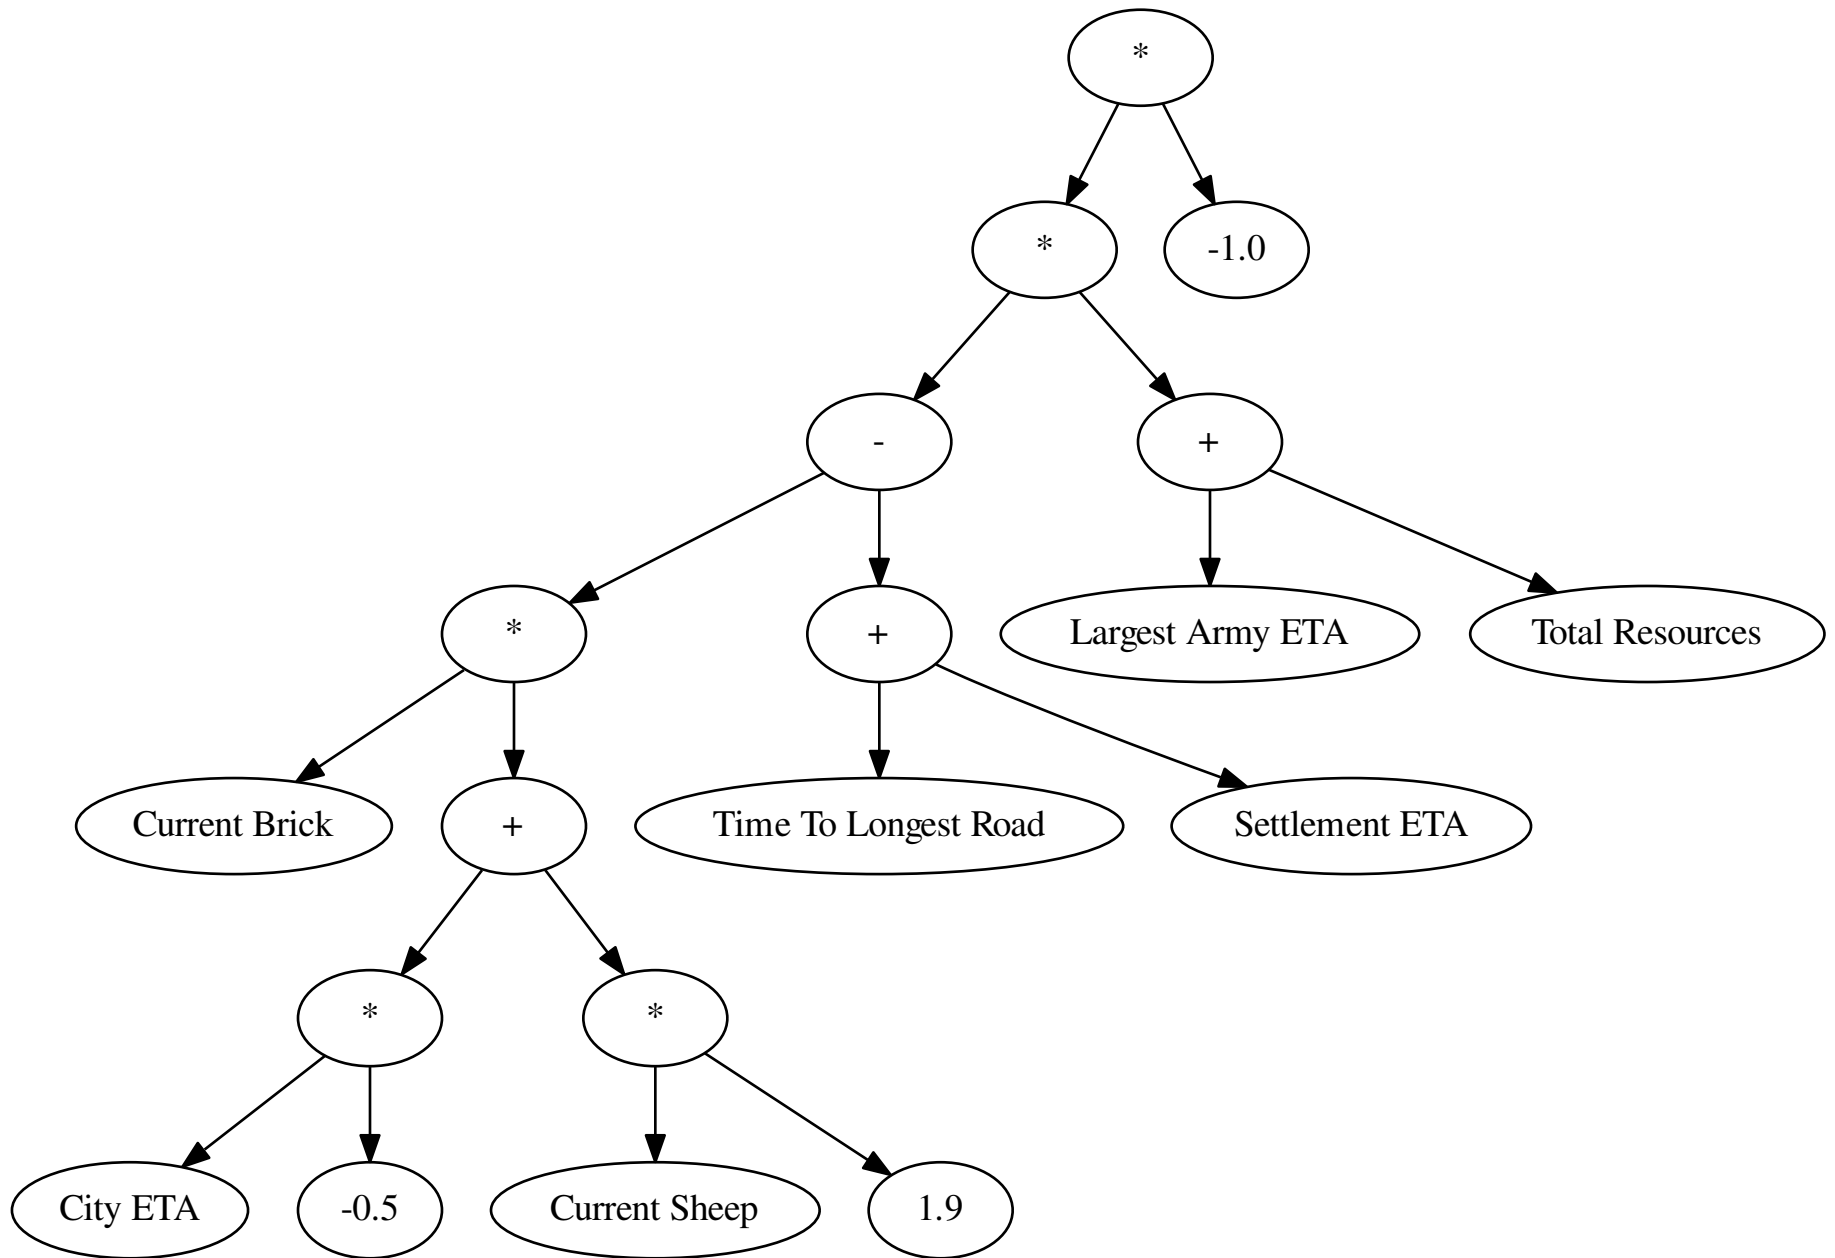 *
*
-1.0
-
+
*
+
Largest Army ETA
Total Resources
Current Brick
+
Time To Longest Road
Settlement ETA
*
*
City ETA
-0.5
Current Sheep
1.9